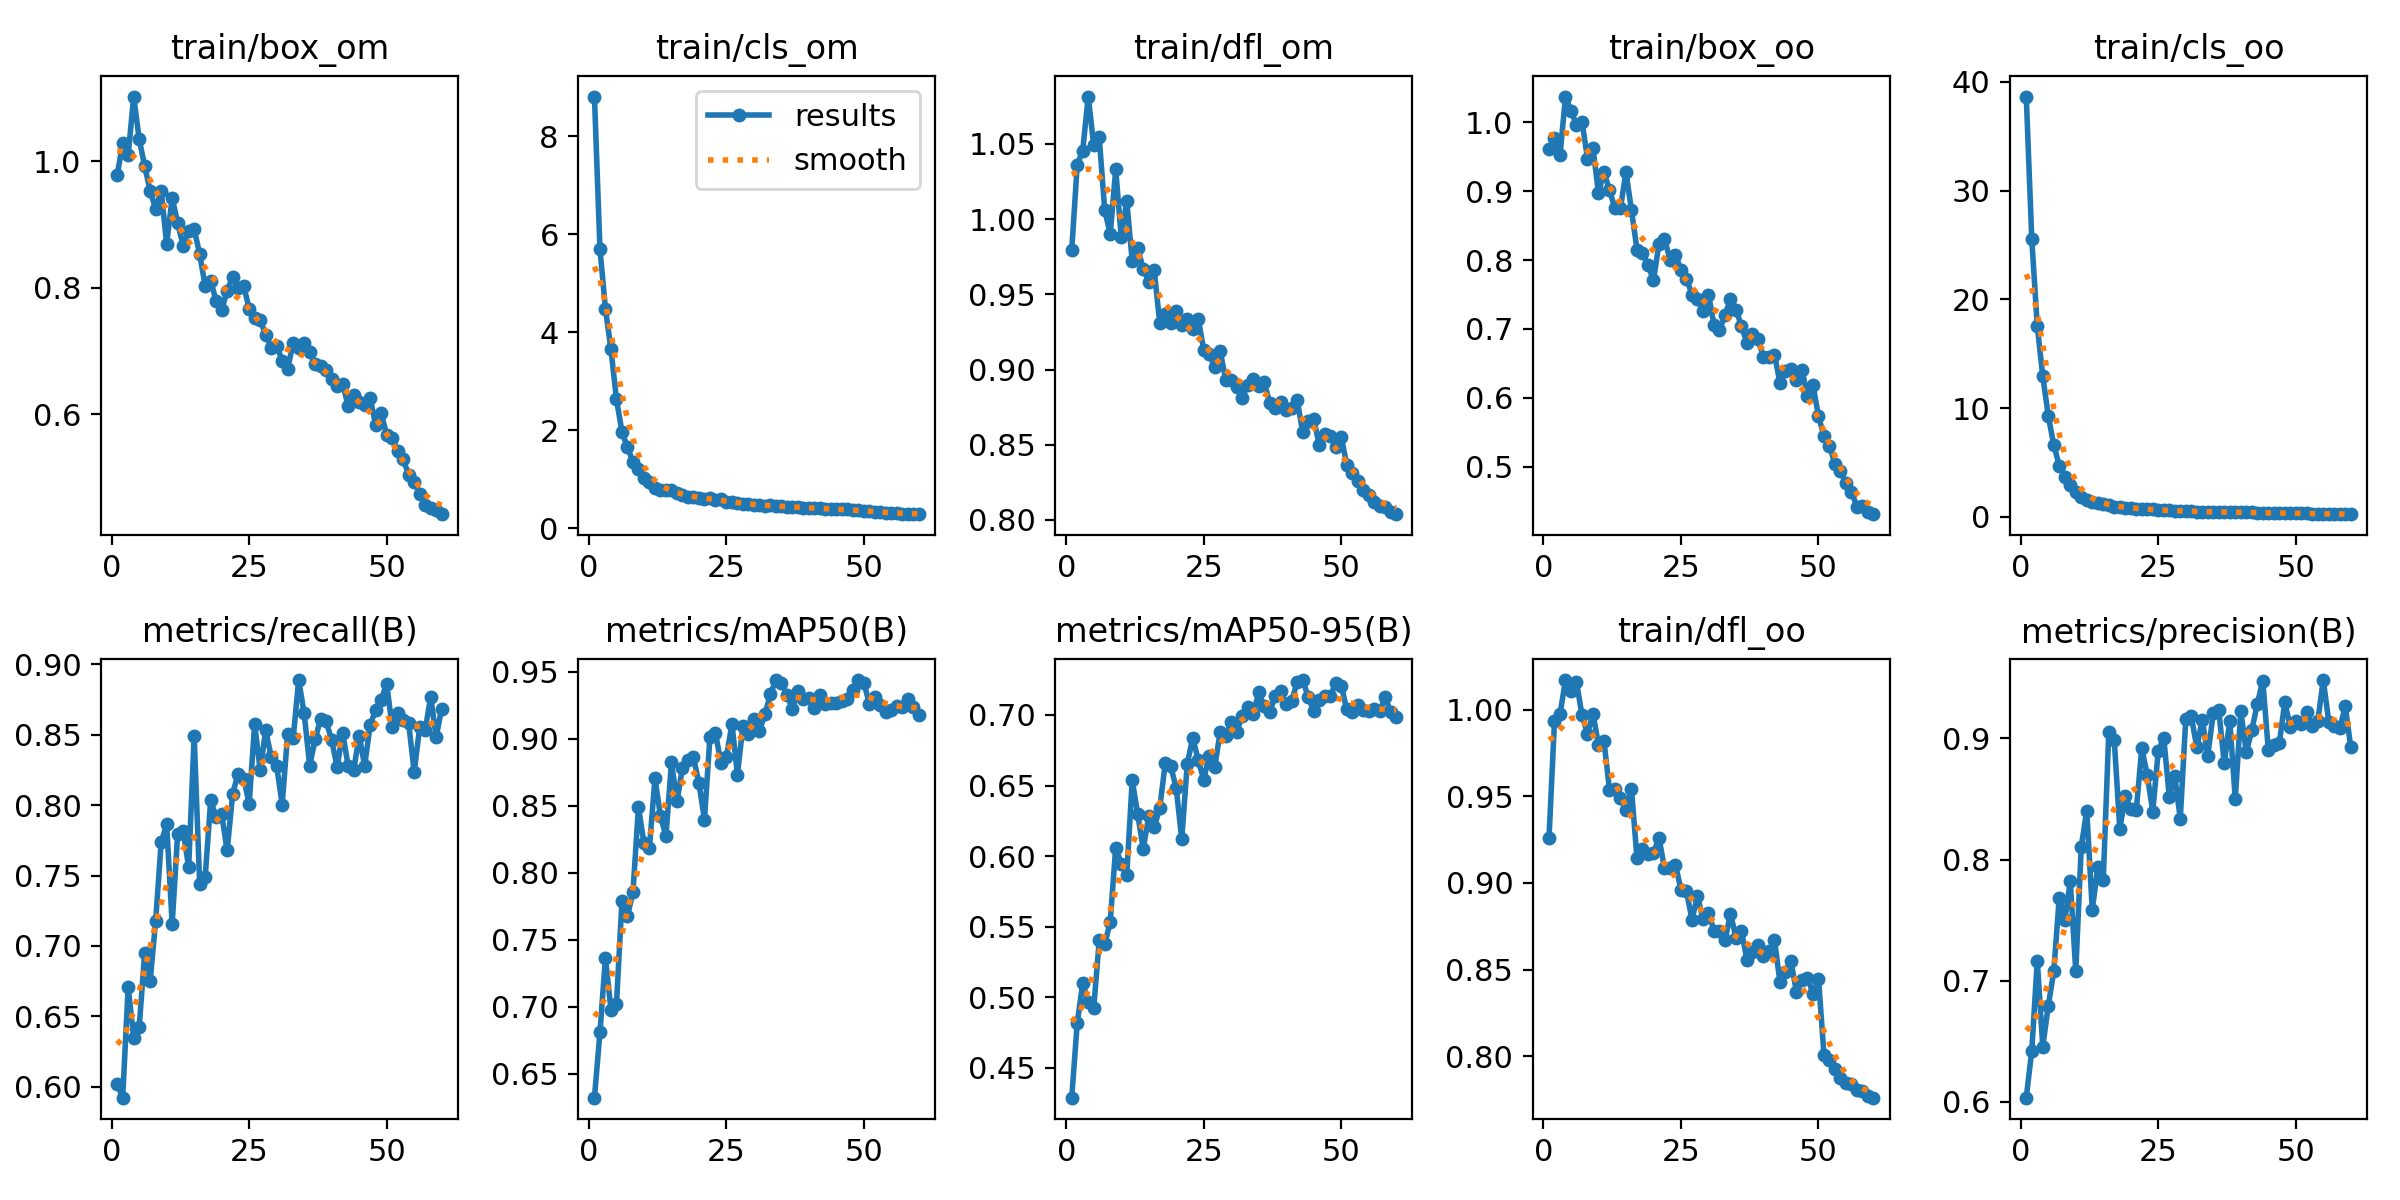 train/box_om
train/cls_om
train/dfl_om
train/box_oo
train/cls_oo
1.0
0.8
0.6
0 25 50
8
6
4
2
0
0 25 50
results
smooth
1.05
1.00
0.95
0.90
0.85
0.80
0 25 50
1.0
0.9
0.8
0.7
0.6
0.5
0 25 50
40
30
20
10
0
0 25 50
metrics/recall(B)
metrics/mAP50(B)
metrics/mAP50-95(B)
train/dfl_oo
metrics/precision(B)
0.90
0.85
0.80
0.75
0.70
0.65
0.60
0 25 50
0.95
0.90
0.85
0.80
0.75
0.70
0.65
0 25 50
0.70
0.65
0.60
0.55
0.50
0.45
0 25 50
1.00
0.95
0.90
0.85
0.80
0 25 50
0.9
0.8
0.7
0.6
0 25 50